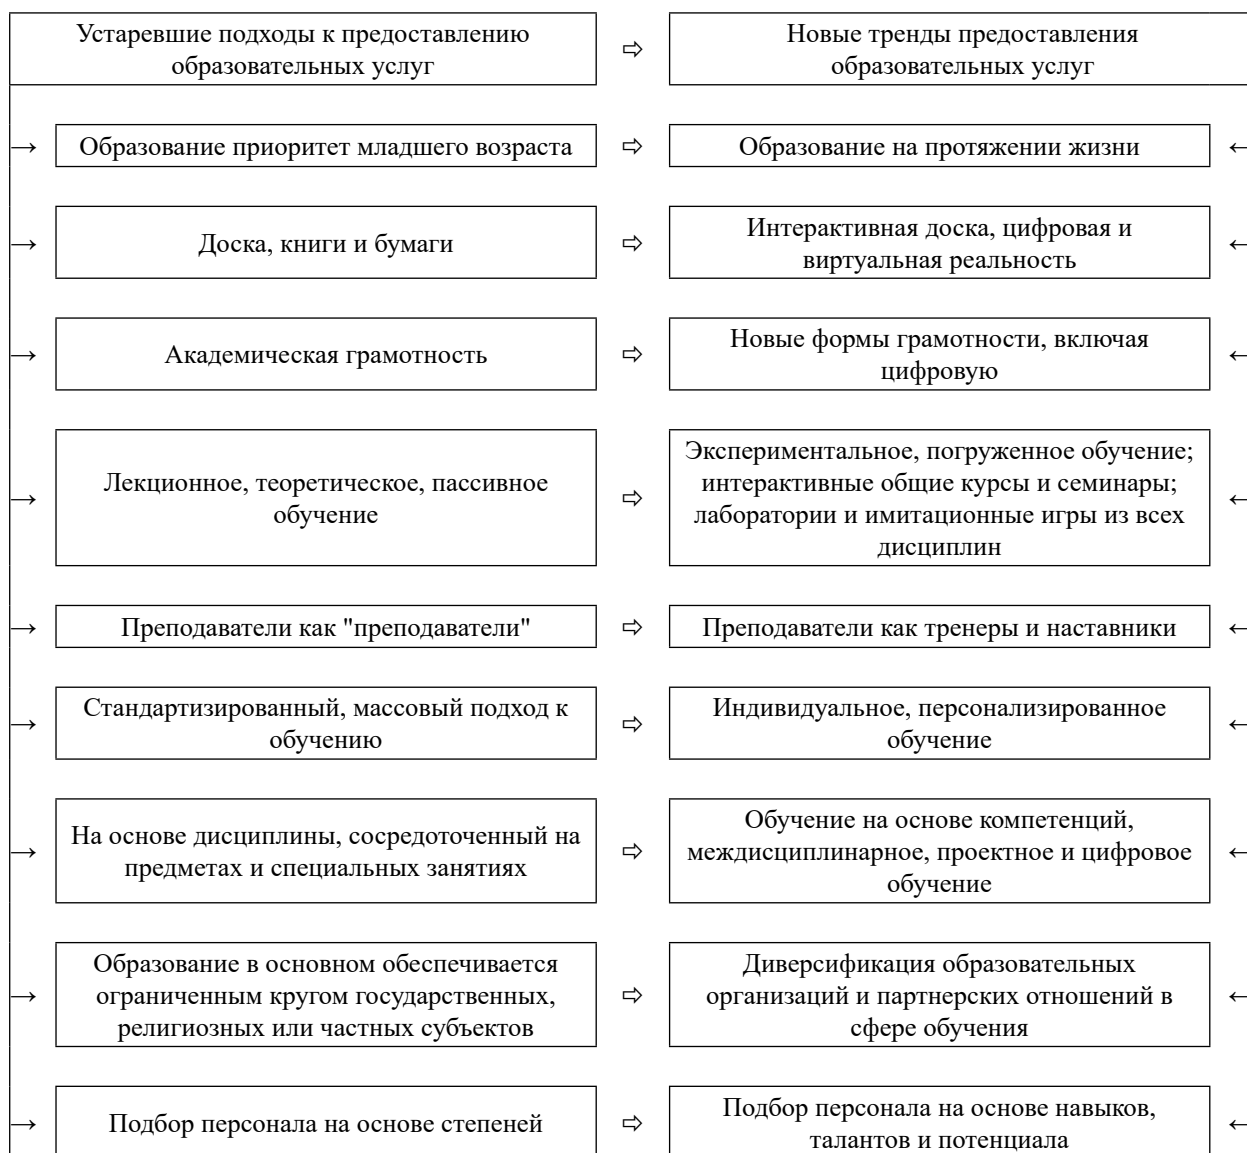 Устаревшие подходы к предоставлению
образовательных услуг
⇨
Новые тренды предоставления
образовательных услуг
→ Образование приоритет младшего возраста ⇨ Образование на протяжении жизни ←
→ Доска, книги и бумаги ⇨
Интерактивная доска, цифровая и
виртуальная реальность ←
→ Академическая грамотность ⇨
Новые формы грамотности, включая
цифровую ←
→ Лекционное, теоретическое, пассивное
обучение ⇨
Экспериментальное, погруженное обучение;
интерактивные общие курсы и семинары;
лаборатории и имитационные игры из всех
дисциплин ←
→ Преподаватели как "преподаватели" ⇨ Преподаватели как тренеры и наставники ←
→ Стандартизированный, массовый подход к
обучению ⇨
Индивидуальное, персонализированное
обучение ←
→ На основе дисциплины, сосредоточенный на
предметах и специальных занятиях ⇨
Обучение на основе компетенций,
междисциплинарное, проектное и цифровое
обучение ←
→ Образование в основном обеспечивается
ограниченным кругом государственных,
религиозных или частных субъектов ⇨
Диверсификация образовательных
организаций и партнерских отношений в
сфере обучения ←
→ Подбор персонала на основе степеней ⇨
Подбор персонала на основе навыков,
талантов и потенциала ←